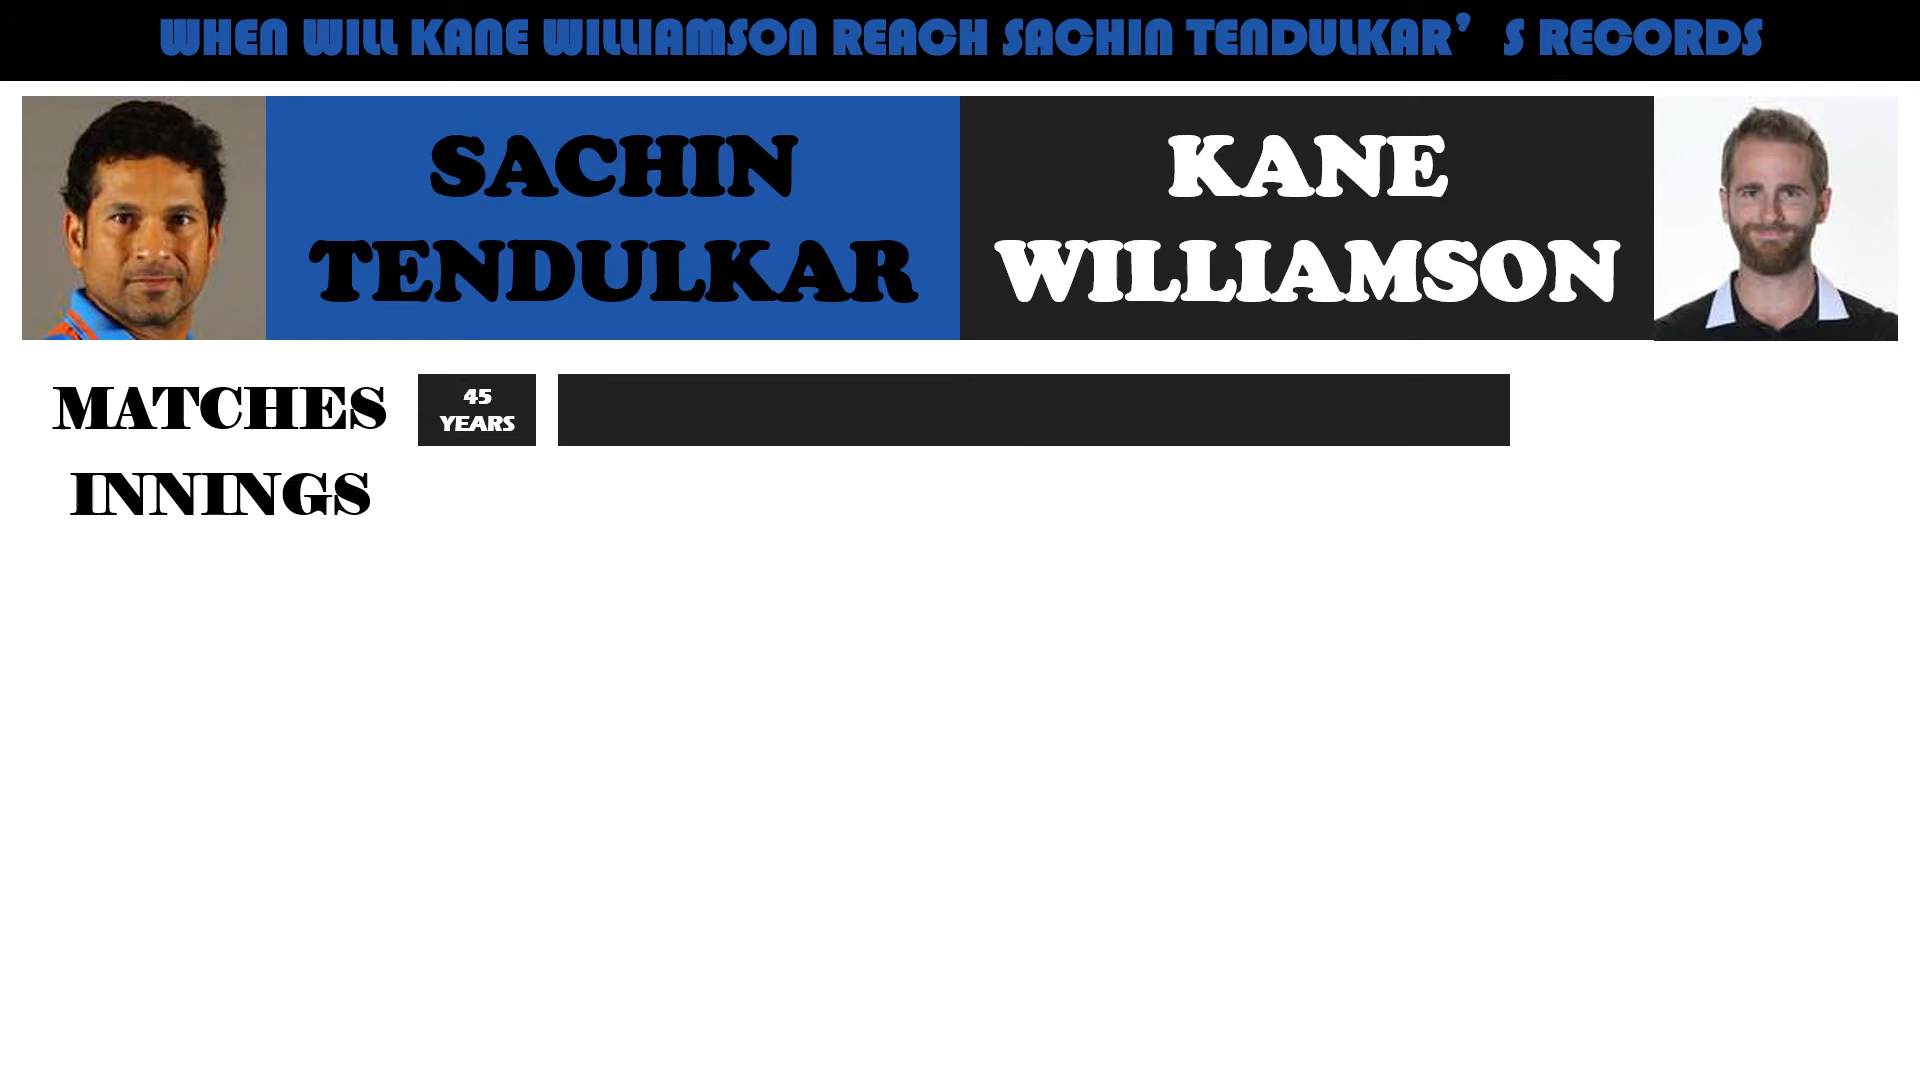 WHEN WILL KANE WILLIAMSON REACH SACHIN TENDULKAR’S RECORDS
SACHIN
TENDULKAR
KANE
WILLIAMSON
MATCHES
45
YEARS
INNINGS